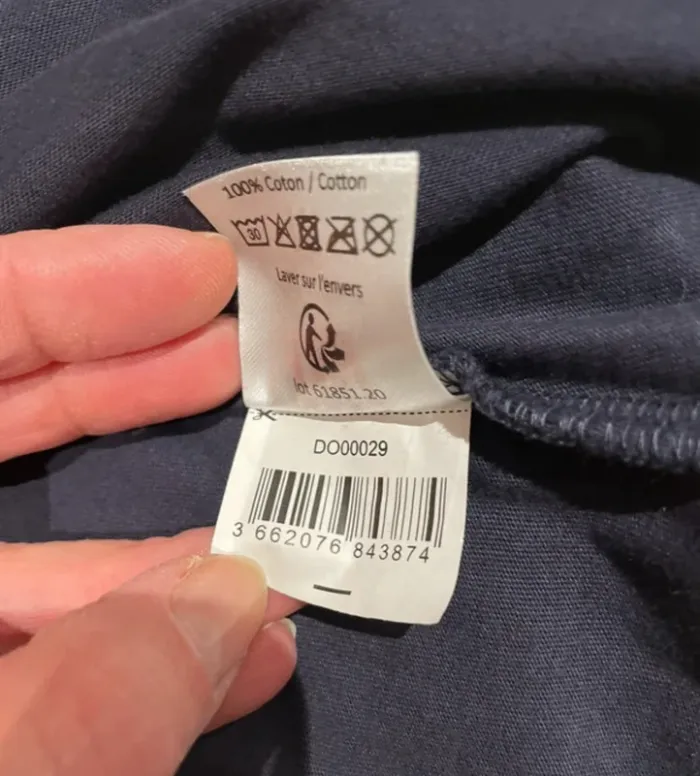 100% Coton / Cotton
30
Laver sur l'envers
lot 61851.20
DO00029
3 662076 843874